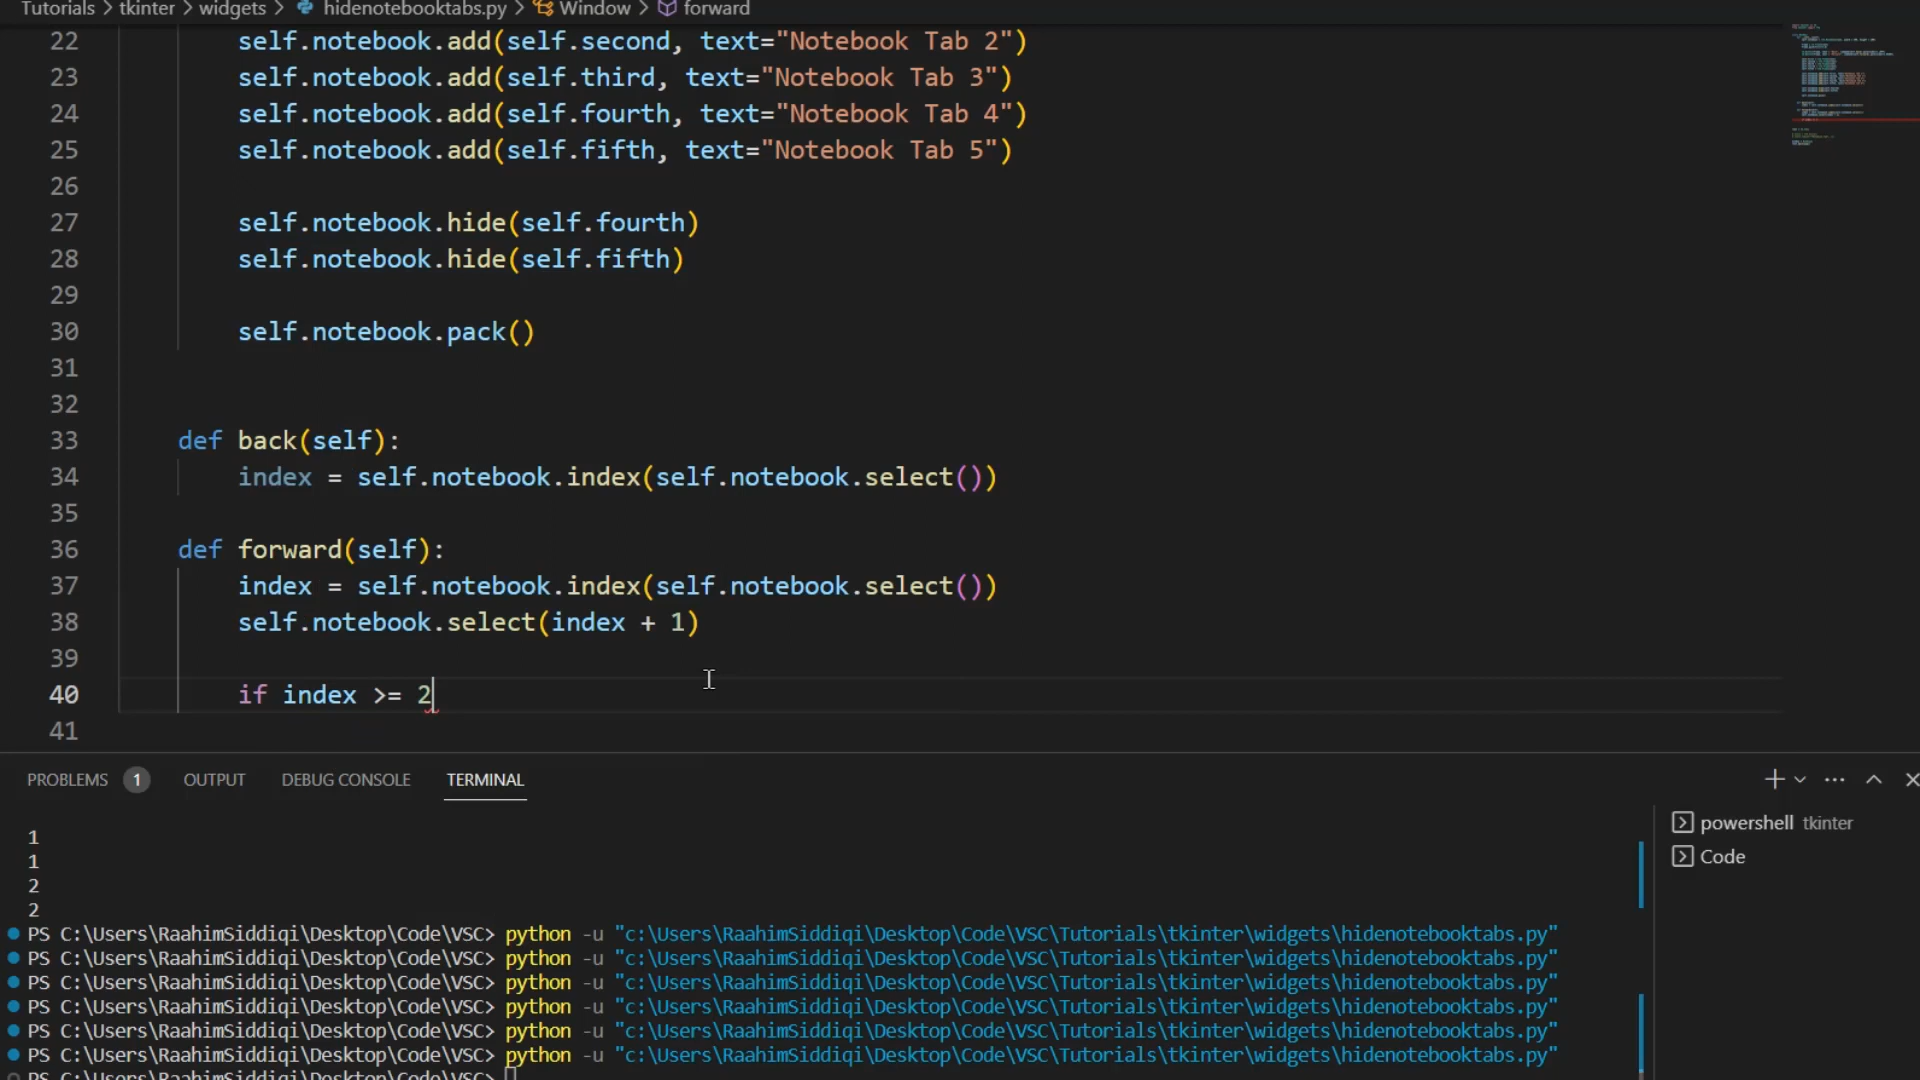 Tutorials > tkinter > widgets > hidenotebooktabs.py > Window > forward
22 self.notebook.add(self.second, text="Notebook Tab 2")
23 self.notebook.add(self.third, text="Notebook Tab 3")
24 self.notebook.add(self.fourth, text="Notebook Tab 4")
25 self.notebook.add(self.fifth, text="Notebook Tab 5")
26
27 self.notebook.hide(self.fourth)
28 self.notebook.hide(self.fifth)
29
30 self.notebook.pack()
31
32
33 def back(self):
34 index = self.notebook.index(self.notebook.select())
35
36 def forward(self):
37 index = self.notebook.index(self.notebook.select())
38 self.notebook.select(index + 1)
39
40 if index >= 2
41
PROBLEMS 1 OUTPUT DEBUG CONSOLE TERMINAL
powershell tkinter
Code
1
1
2
2
PS C:\Users\RaahimSiddiqi\Desktop\Code\VSC> python -u "c:\Users\RaahimSiddiqi\Desktop\Code\VSC\Tutorials\tkinter\widgets\hidenotebooktabs.py"
PS C:\Users\RaahimSiddiqi\Desktop\Code\VSC> python -u "c:\Users\RaahimSiddiqi\Desktop\Code\VSC\Tutorials\tkinter\widgets\hidenotebooktabs.py"
PS C:\Users\RaahimSiddiqi\Desktop\Code\VSC> python -u "c:\Users\RaahimSiddiqi\Desktop\Code\VSC\Tutorials\tkinter\widgets\hidenotebooktabs.py"
PS C:\Users\RaahimSiddiqi\Desktop\Code\VSC> python -u "c:\Users\RaahimSiddiqi\Desktop\Code\VSC\Tutorials\tkinter\widgets\hidenotebooktabs.py"
PS C:\Users\RaahimSiddiqi\Desktop\Code\VSC> python -u "c:\Users\RaahimSiddiqi\Desktop\Code\VSC\Tutorials\tkinter\widgets\hidenotebooktabs.py"
PS C:\Users\RaahimSiddiqi\Desktop\Code\VSC> python -u "c:\Users\RaahimSiddiqi\Desktop\Code\VSC\Tutorials\tkinter\widgets\hidenotebooktabs.py"
PS C:\Users\RaahimSiddiqi\Desktop\Code\VSC>